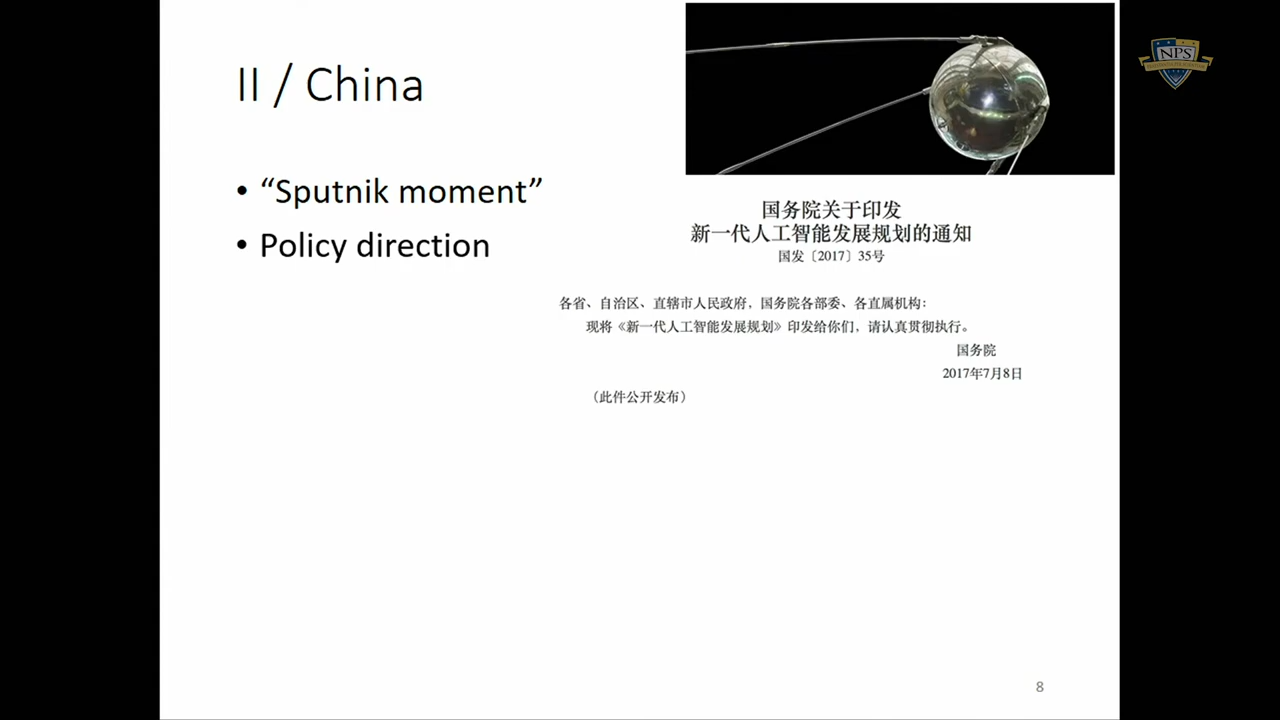 NPS
II / China
• “Sputnik moment”
• Policy direction
国务院关于印发
新一代人工智能发展规划的通知
国发〔2017〕35号
各省、自治区、直辖市人民政府，国务院各部委、各直属机构：
现将《新一代人工智能发展规划》印发给你们，请认真贯彻执行。
国务院
2017年7月8日
（此件公开发布）
8